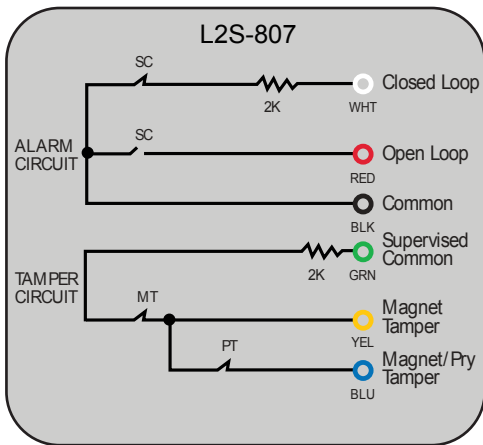 L2S-807
SC
2K
WHT
Closed Loop
ALARM
CIRCUIT
SC
RED
Open Loop
BLK
Common
TAMPER
CIRCUIT
2K
GRN
Supervised
Common
MT
YEL
Magnet
Tamper
PT
BLU
Magnet/Pry
Tamper